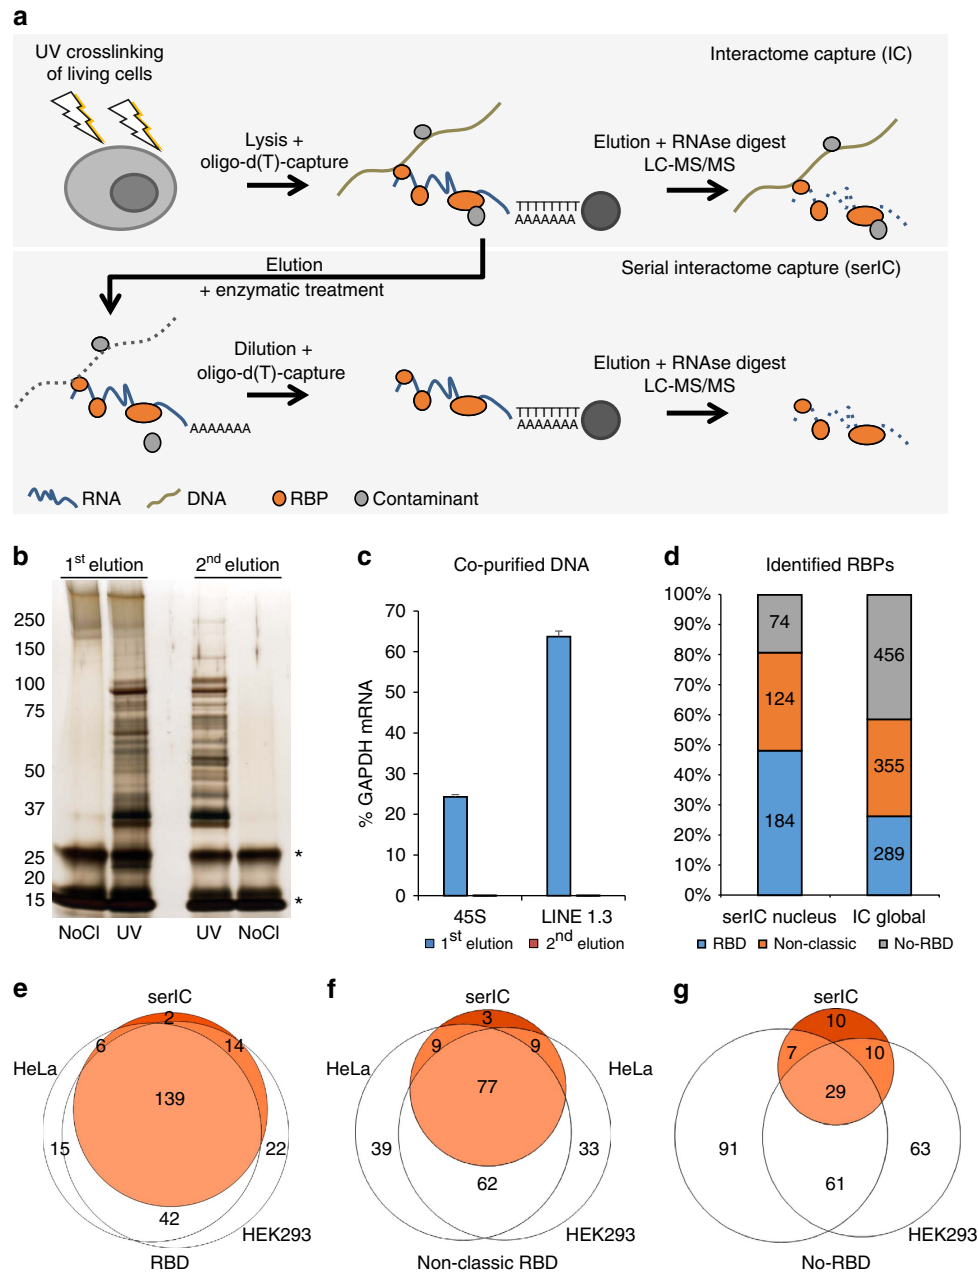 a
UV crosslinking
of living cells
Interactome capture (IC)
Lysis +
oligo-d(T)-capture
Elution + RNAse digest
LC-MS/MS
TTTTTTT
AAAAAAA
Elution
+ enzymatic treatment
Serial interactome capture (serIC)
Dilution +
oligo-d(T)-capture
Elution + RNAse digest
LC-MS/MS
TTTTTTT
AAAAAAA
AAAAAAA
RNA
DNA
RBP
Contaminant
b
1st elution
2nd elution
250
150
100
75
50
37
25
20
15
*
*
NoCl
UV
UV
NoCl
c
Co-purified DNA
% GAPDH mRNA
70
60
50
40
30
20
10
0
45S
LINE 1.3
1st elution
2nd elution
d
Identified RBPs
100%
90%
80%
70%
60%
50%
40%
30%
20%
10%
0%
74
124
184
456
355
289
serIC nucleus
IC global
RBD
Non-classic
No-RBD
e
serIC
2
6
14
HeLa
139
15
22
42
HEK293
RBD
f
serIC
3
9
9
HeLa
HeLa
77
39
33
62
HEK293
Non-classic RBD
g
serIC
10
7
10
29
91
63
61
HEK293
No-RBD